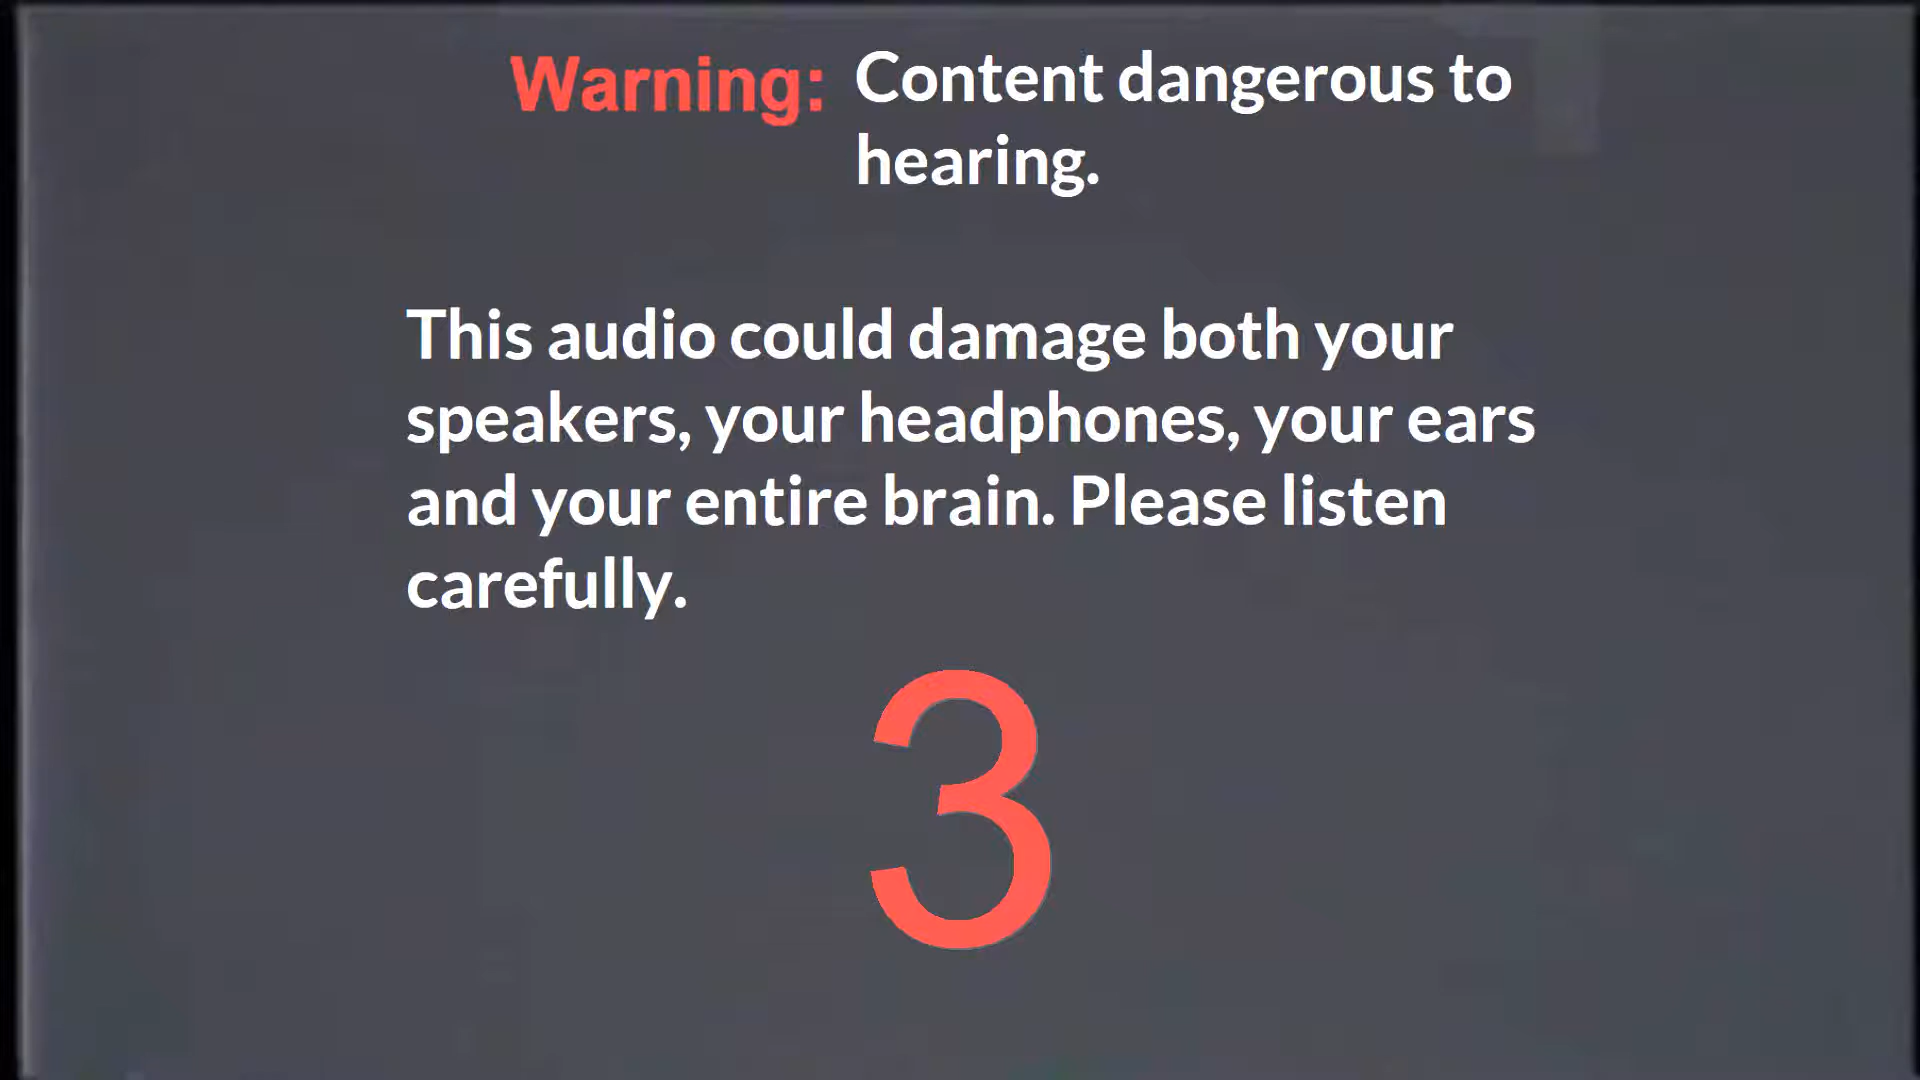 Warning: Content dangerous to
hearing.
This audio could damage both your
speakers, your headphones, your ears
and your entire brain. Please listen
carefully.
3